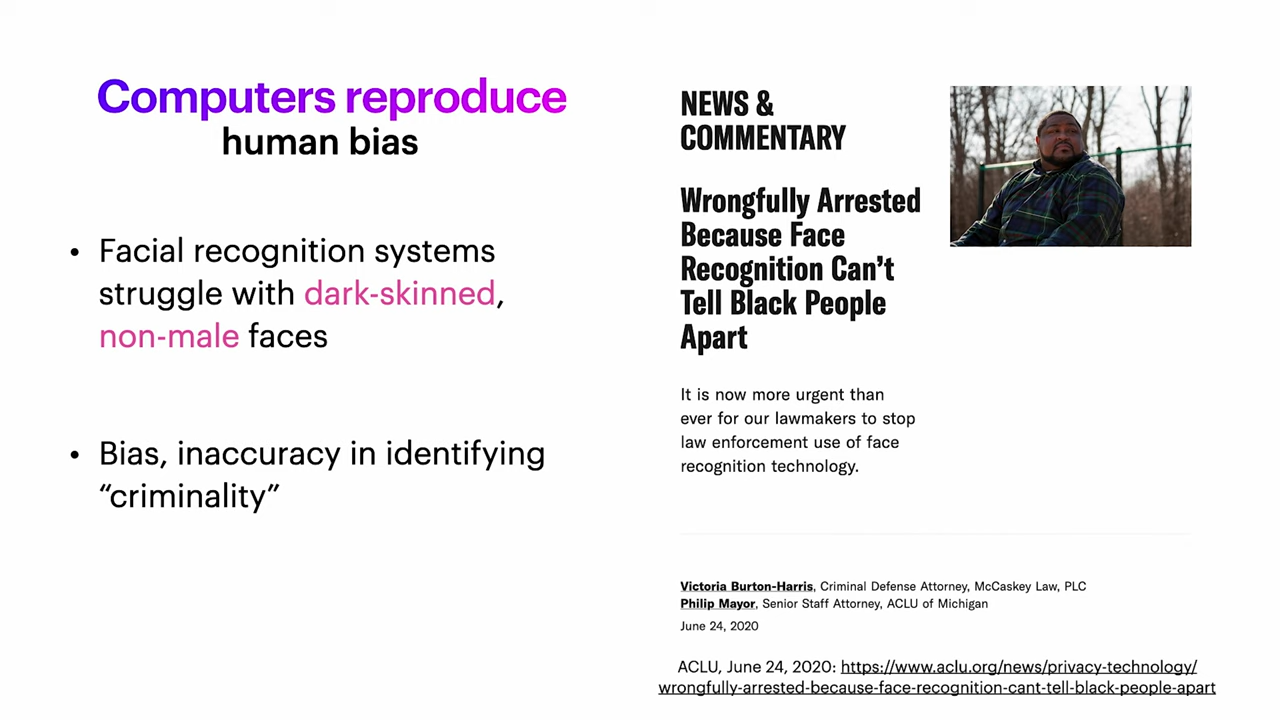 Computers reproduce
human bias
• Facial recognition systems
struggle with dark-skinned,
non-male faces
• Bias, inaccuracy in identifying
“criminality”
NEWS &
COMMENTARY
Wrongfully Arrested
Because Face
Recognition Can’t
Tell Black People
Apart
It is now more urgent than
ever for our lawmakers to stop
law enforcement use of face
recognition technology.
Victoria Burton-Harris, Criminal Defense Attorney, McCaskey Law, PLC
Philip Mayor, Senior Staff Attorney, ACLU of Michigan
June 24, 2020
ACLU, June 24, 2020: https://www.aclu.org/news/privacy-technology/
wrongfully-arrested-because-face-recognition-cant-tell-black-people-apart